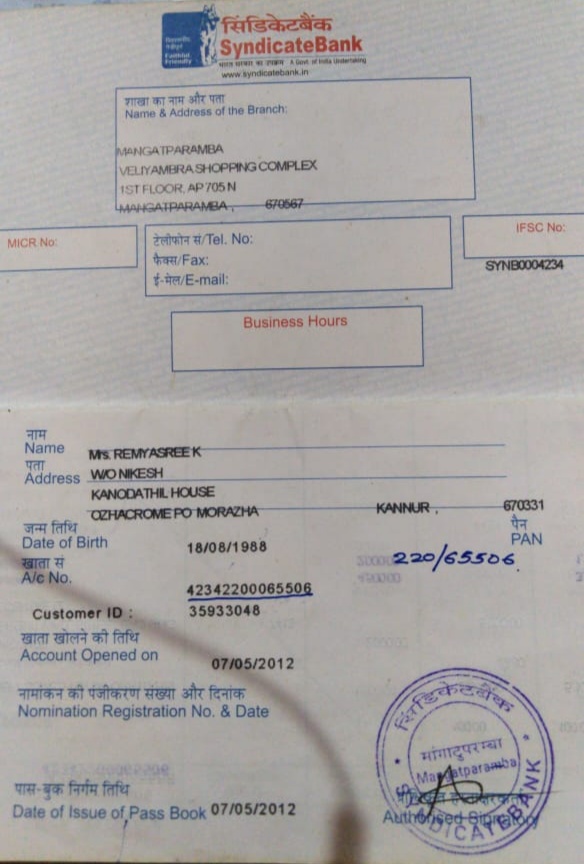 सिंडिकेटबैंक
SyndicateBank
भारत सरकार का उपक्रम A Govt. of India Undertaking
Faithful
Friendly
www.syndicatebank.in
शाखा का नाम और पता
Name & Address of the Branch:
MANGATPARAMBA
VELIYAMBRA SHOPPING COMPLEX
1ST FLOOR, AP 705 N
MANGATPARAMBA , 670567
MICR No:
टेलीफोन सं/Tel. No:
फैक्स/Fax:
ई-मेल/E-mail:
IFSC No:
SYNB0004234
Business Hours
नाम
Name Mrs. REMYASREE K
पता
Address W/O NIKESH
KANODATHIL HOUSE
OZHACROME PO MORAZHA KANNUR , 670331
जन्म तिथि पैन
Date of Birth 18/08/1988 PAN
खाता सं 220/65506
A/c No. 42342200065506
Customer ID : 35933048
खाता खोलने की तिथि
Account Opened on 07/05/2012
नामांकन की पंजीकरण संख्या और दिनांक
Nomination Registration No. & Date
सिंडिकेटबैंक
मांगाटुपरम्बा
Mangatparamba
SYNDICATEBANK
पास-बुक निर्गम तिथि
Date of Issue of Pass Book 07/05/2012
Authorised Signatory